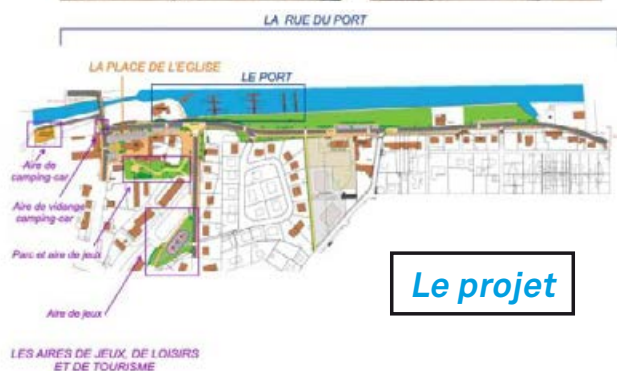 LA RUE DU PORT
LA PLACE DE L'EGLISE
LE PORT
Aire de
camping-car
Aire de vidange
camping-car
Parc et aire de jeux
Aire de jeux
Le projet
LES AIRES DE JEUX, DE LOISIRS
ET DE TOURISME